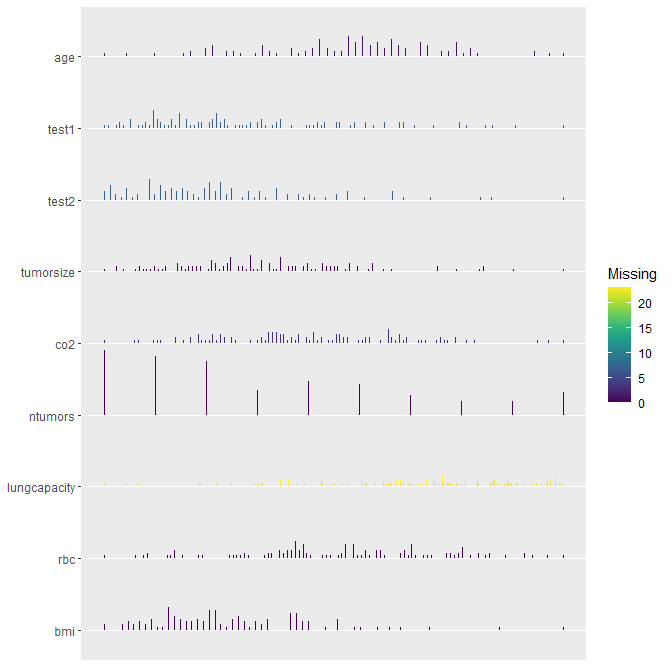 age
test1
test2
tumorsize
co2
ntumors
lungcapacity
rbc
bmi
Missing
20
15
10
5
0